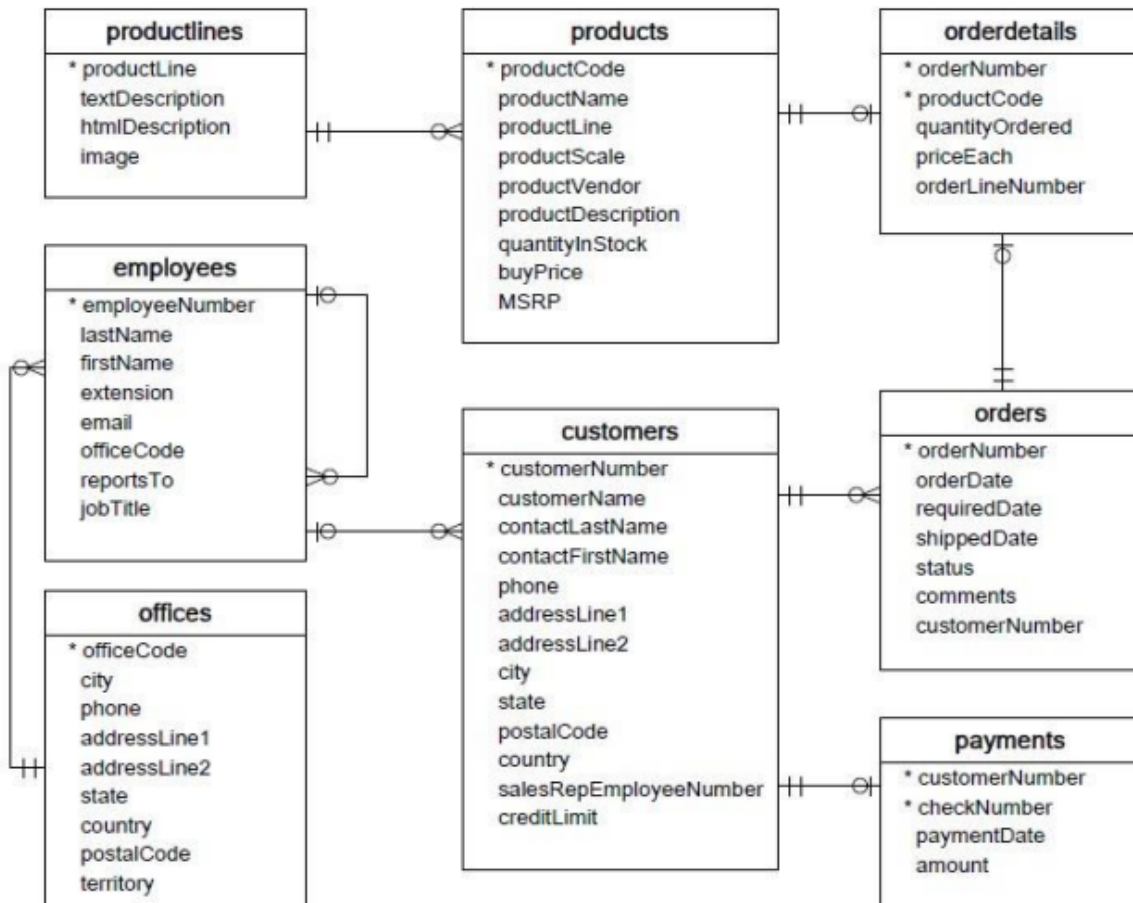 productlines
* productLine
textDescription
htmlDescription
image
products
* productCode
productName
productLine
productScale
productVendor
productDescription
quantityInStock
buyPrice
MSRP
orderdetails
* orderNumber
* productCode
quantityOrdered
priceEach
orderLineNumber
employees
* employeeNumber
lastName
firstName
extension
email
officeCode
reportsTo
jobTitle
customers
* customerNumber
customerName
contactLastName
contactFirstName
phone
addressLine1
addressLine2
city
state
postalCode
country
salesRepEmployeeNumber
creditLimit
orders
* orderNumber
orderDate
requiredDate
shippedDate
status
comments
customerNumber
offices
* officeCode
city
phone
addressLine1
addressLine2
state
country
postalCode
territory
payments
* customerNumber
* checkNumber
paymentDate
amount